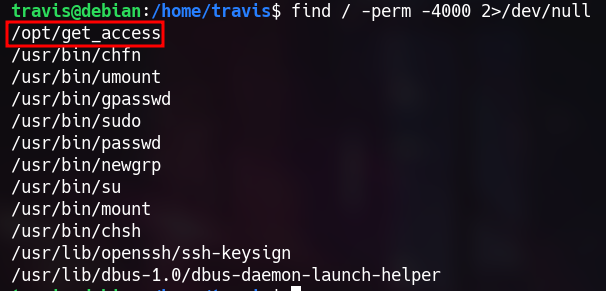 travis@debian:/home/travis$ find / -perm -4000 2>/dev/null
/opt/get_access
/usr/bin/chfn
/usr/bin/umount
/usr/bin/gpasswd
/usr/bin/sudo
/usr/bin/passwd
/usr/bin/newgrp
/usr/bin/su
/usr/bin/mount
/usr/bin/chsh
/usr/lib/openssh/ssh-keysign
/usr/lib/dbus-1.0/dbus-daemon-launch-helper